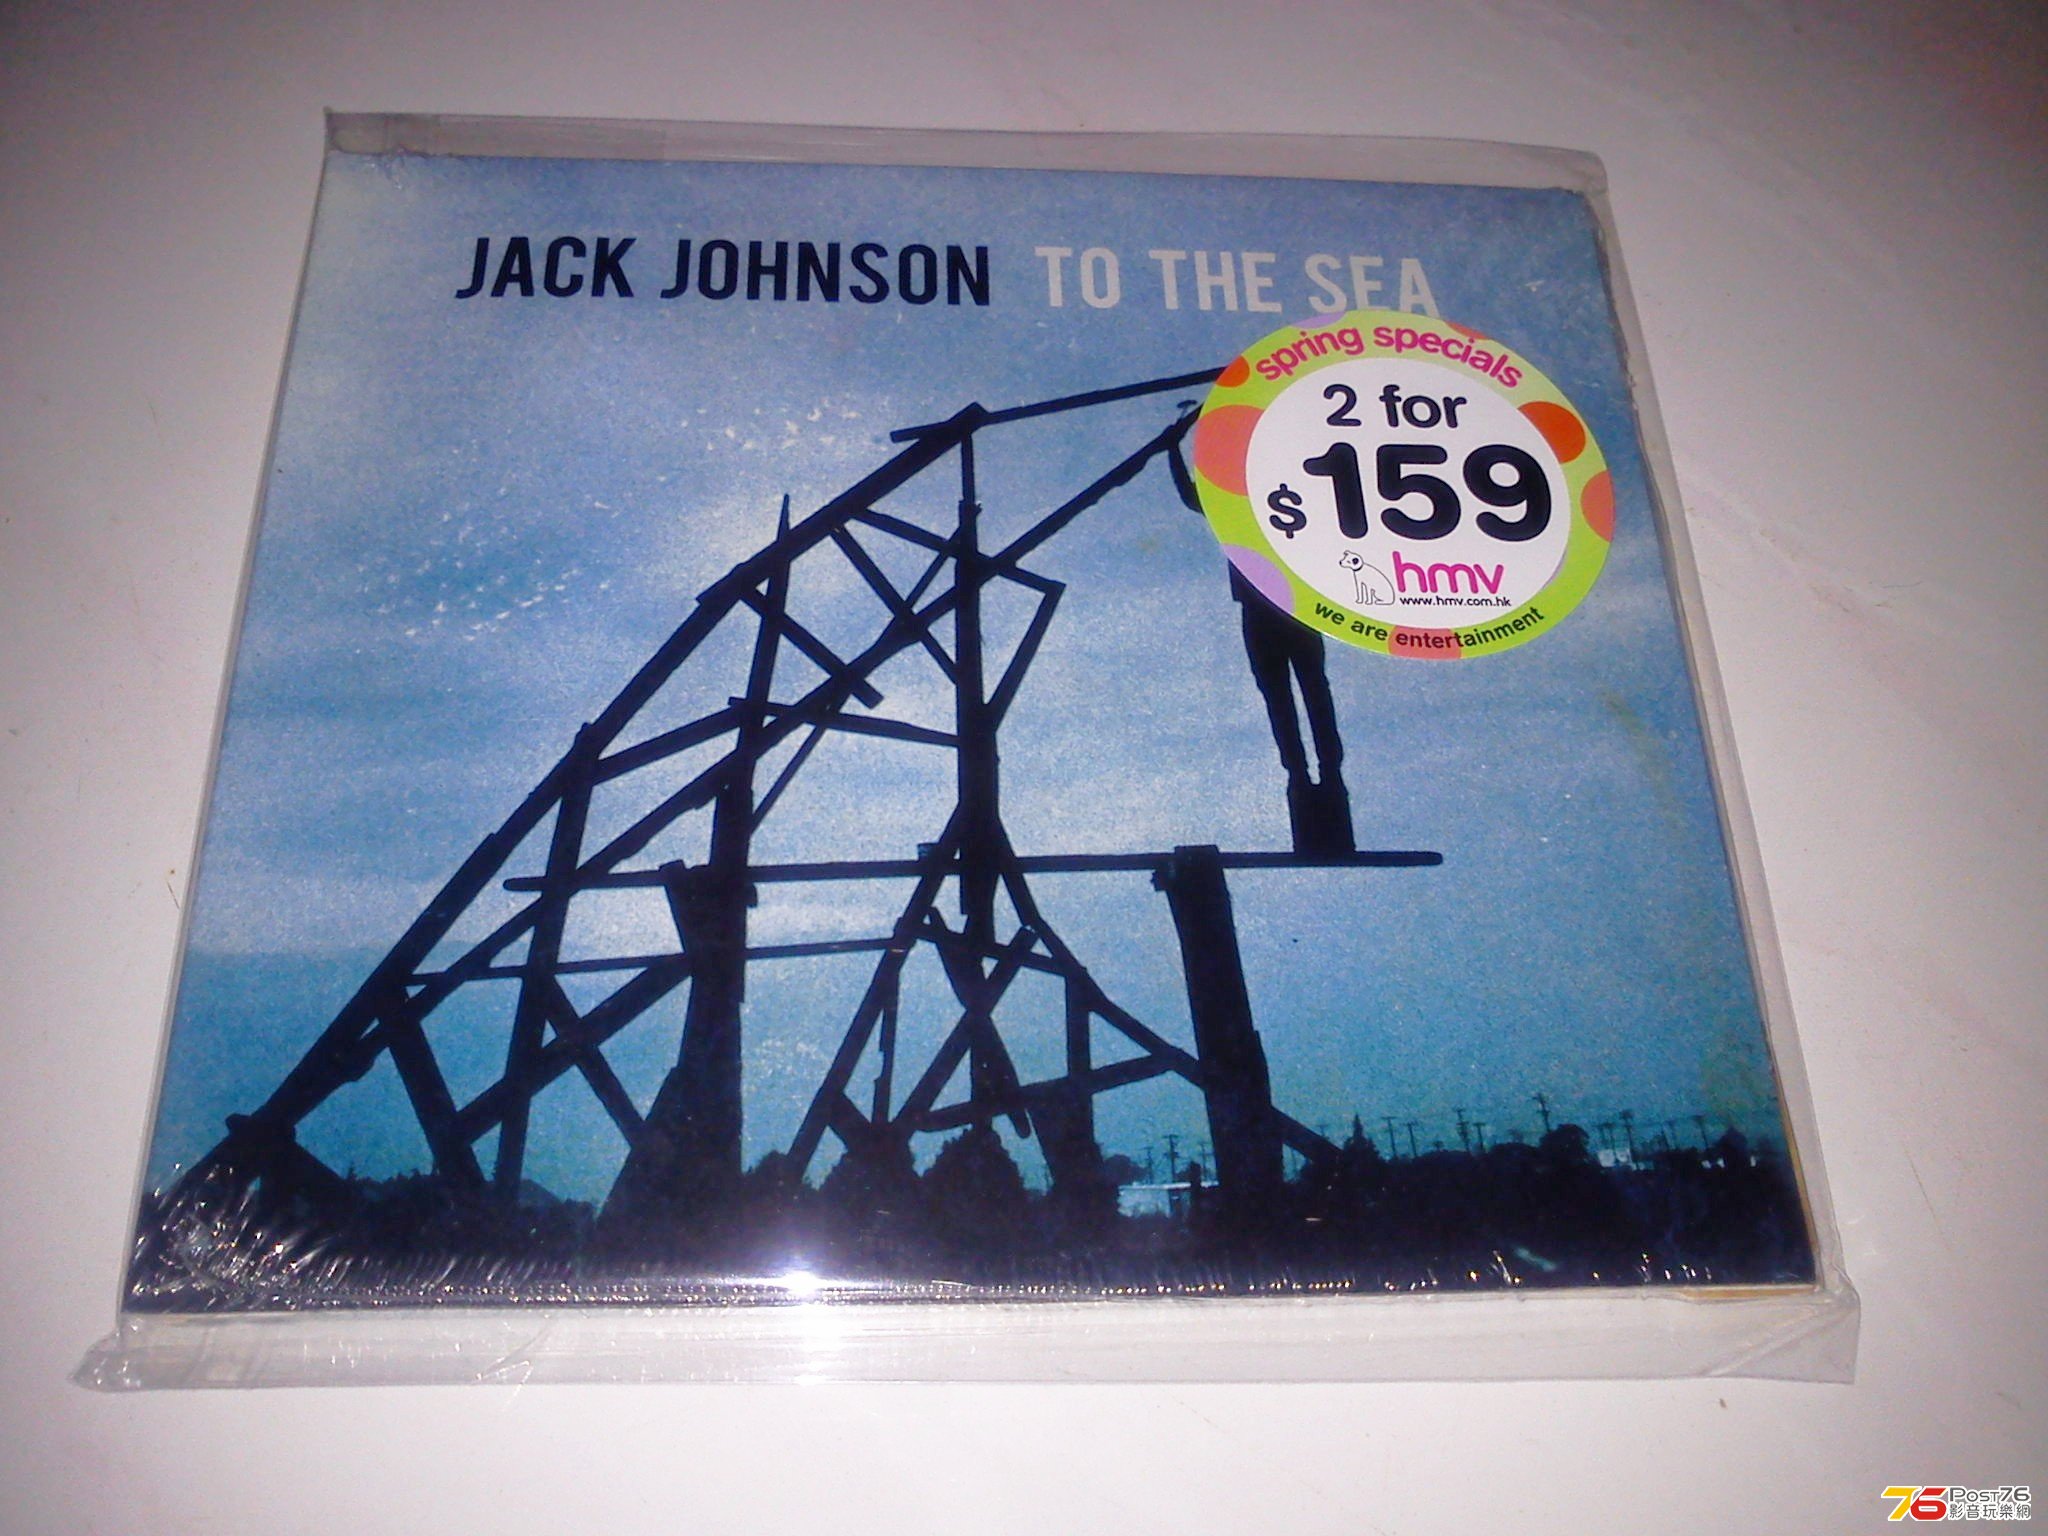 JACK JOHNSON TO THE SEA
spring specials
2 for
$159
hmv
www.hmv.com.hk
we are entertainment
76 POST76
影音玩樂網